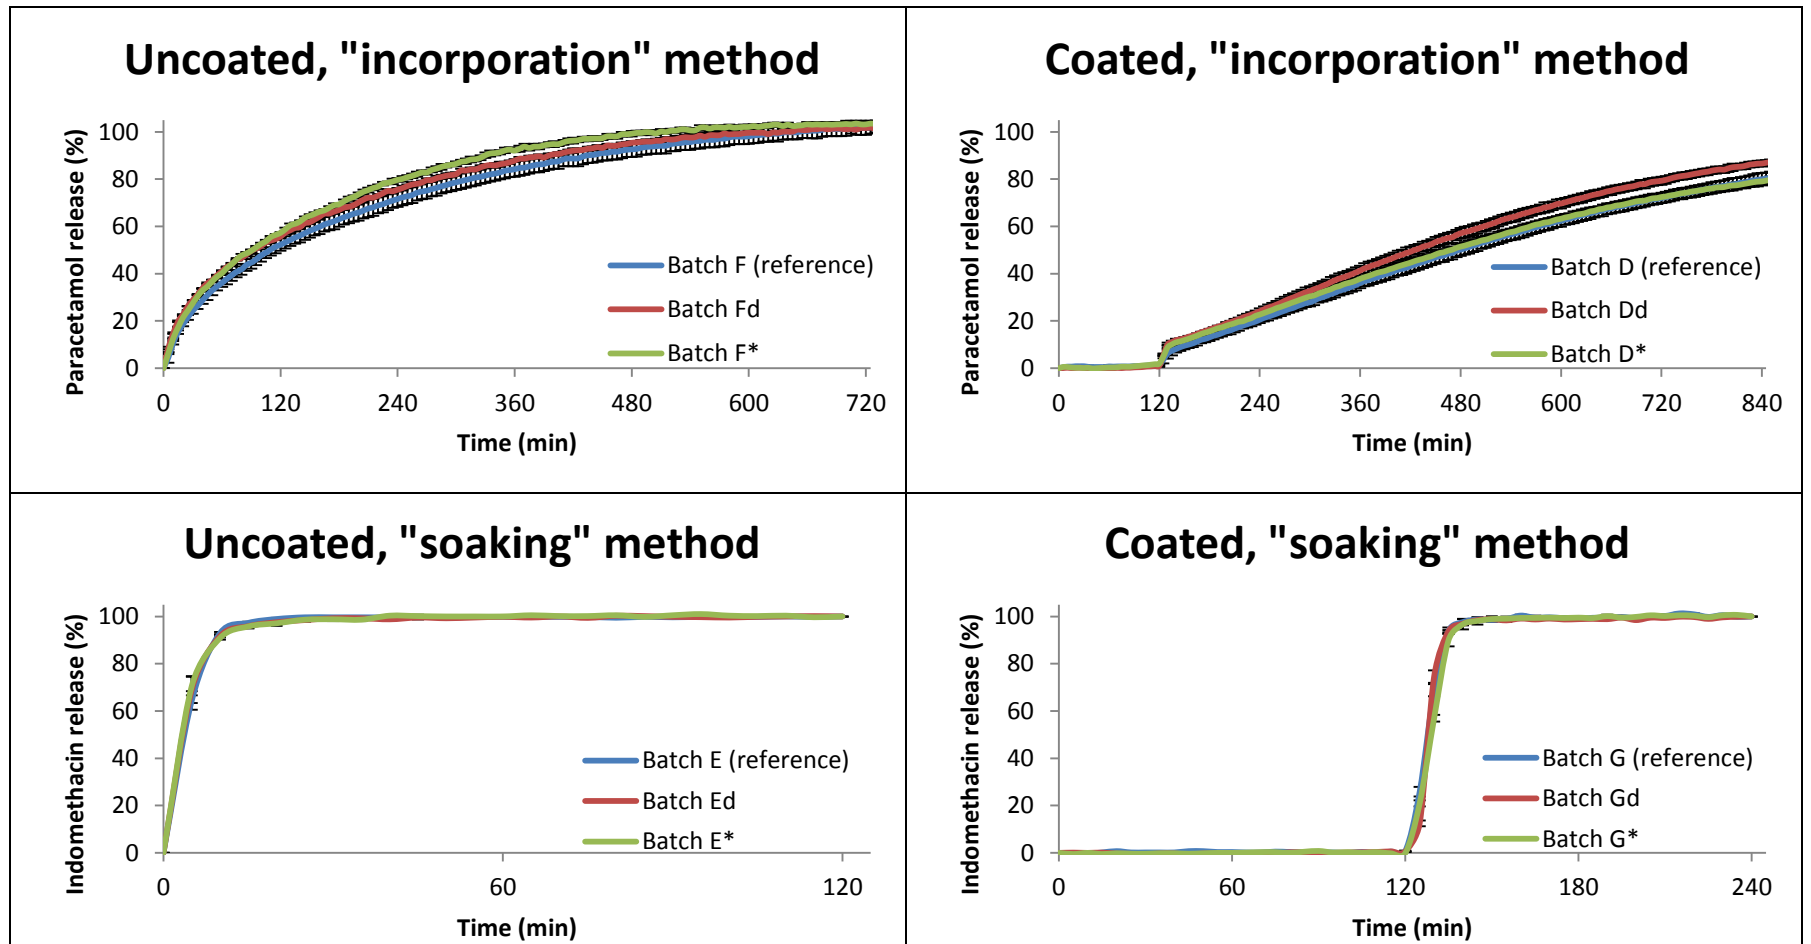 Uncoated, "incorporation" method
Paracetamol release (%)
100
80
60
40
20
0
Batch F (reference)
Batch Fd
Batch F*
0 120 240 360 480 600 720
Time (min)
Coated, "incorporation" method
Paracetamol release (%)
100
80
60
40
20
0
Batch D (reference)
Batch Dd
Batch D*
0 120 240 360 480 600 720 840
Time (min)
Uncoated, "soaking" method
Indomethacin release (%)
100
80
60
40
20
0
Batch E (reference)
Batch Ed
Batch E*
0 60 120
Time (min)
Coated, "soaking" method
Indomethacin release (%)
100
80
60
40
20
0
Batch G (reference)
Batch Gd
Batch G*
0 60 120 180 240
Time (min)